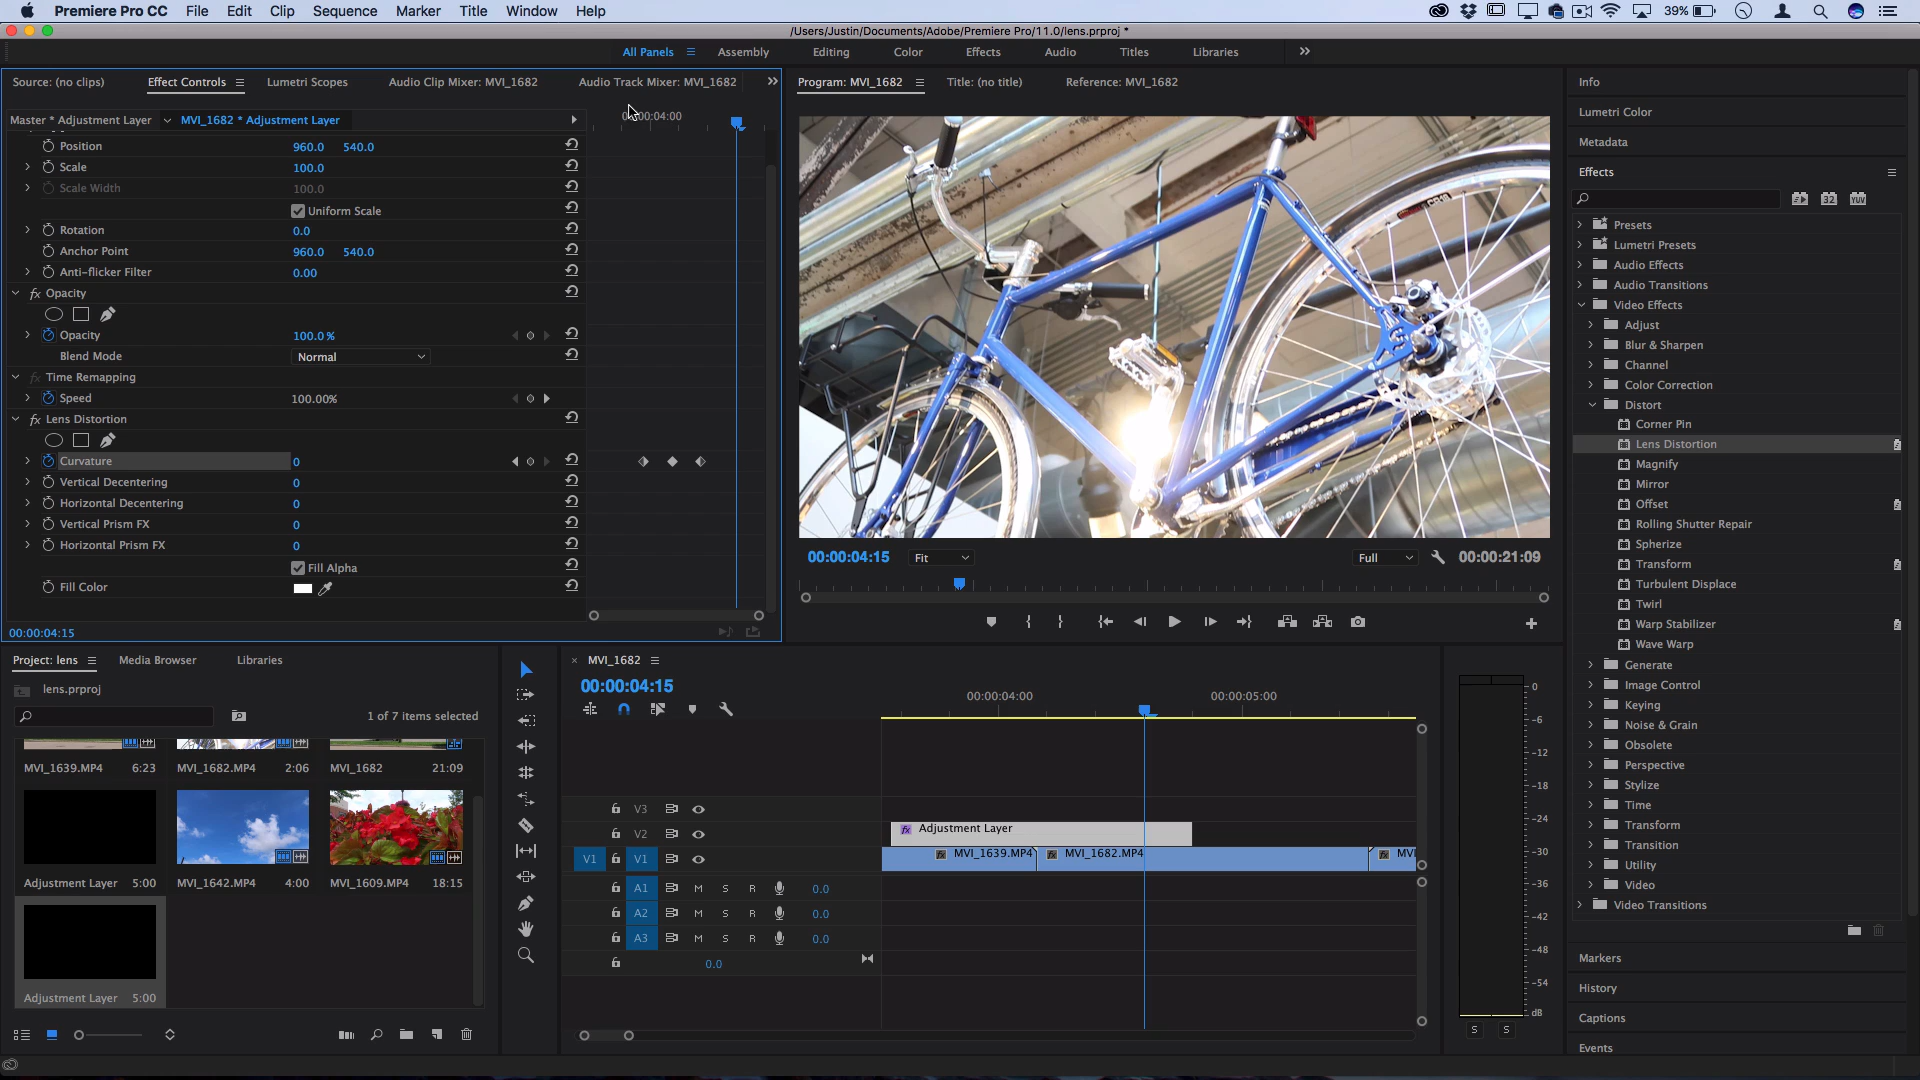 Premiere Pro CC File Edit Clip Sequence Marker Title Window Help 39%
/Users/Justin/Documents/Adobe/Premiere Pro/11.0/lens.prproj *
All Panels Assembly Editing Color Effects Audio Titles Libraries
Source: (no clips) Effect Controls Lumetri Scopes Audio Clip Mixer: MVI_1682 Audio Track Mixer: MVI_1682
Master * Adjustment Layer MVI_1682 * Adjustment Layer
Position 960.0 540.0
Scale 100.0
Scale Width 100.0
Uniform Scale
Rotation 0.0
Anchor Point 960.0 540.0
Anti-flicker Filter 0.00
fx Opacity
Opacity 100.0 %
Blend Mode Normal
fx Time Remapping
Speed 100.00%
fx Lens Distortion
Curvature 0
Vertical Decentering 0
Horizontal Decentering 0
Vertical Prism FX 0
Horizontal Prism FX 0
Fill Alpha
Fill Color
00:00:04:15
Program: MVI_1682 Title: (no title) Reference: MVI_1682
00:00:04:15 Fit Full 00:00:21:09
Info
Lumetri Color
Metadata
Effects
32 YUV
Presets
Lumetri Presets
Audio Effects
Audio Transitions
Video Effects
Adjust
Blur & Sharpen
Channel
Color Correction
Distort
Corner Pin
Lens Distortion
Magnify
Mirror
Offset
Rolling Shutter Repair
Spherize
Transform
Turbulent Displace
Twirl
Warp Stabilizer
Wave Warp
Generate
Image Control
Keying
Noise & Grain
Obsolete
Perspective
Stylize
Time
Transform
Transition
Utility
Video
Video Transitions
Markers
History
Captions
Events
Project: lens Media Browser Libraries
lens.prproj
1 of 7 items selected
MVI_1639.MP4 6:23 MVI_1682.MP4 2:06 MVI_1682 21:09
Adjustment Layer 5:00 MVI_1642.MP4 4:00 MVI_1609.MP4 18:15
Adjustment Layer 5:00
MVI_1682
00:00:04:15
00:00:04:00 00:00:05:00
V3
V2 fx Adjustment Layer
V1 V1 fx MVI_1639.MP4 fx MVI_1682.MP4 fx MVI
A1 M S R 0.0
A2 M S R 0.0
A3 M S R 0.0
0.0
0
-6
-12
-18
-24
-30
-36
-42
-48
-54
dB
S S